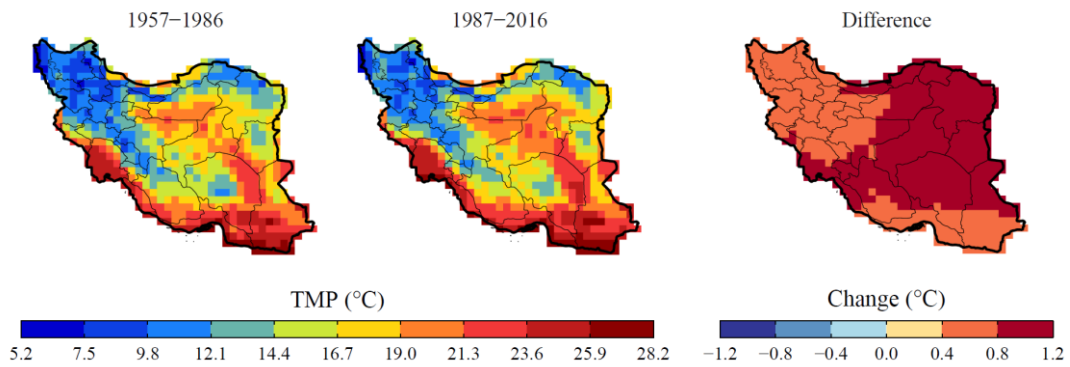 1957−1986 1987−2016 Difference
TMP (°C) Change (°C)
5.2 7.5 9.8 12.1 14.4 16.7 19.0 21.3 23.6 25.9 28.2 −1.2 −0.8 −0.4 0.0 0.4 0.8 1.2